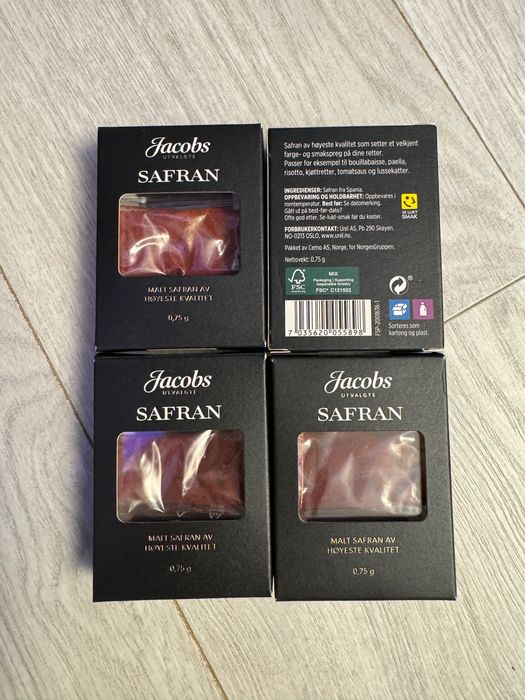 Jacobs
UTVALGTE
SAFRAN
MALT SAFRAN AV
HØYESTE KVALITET
0,75 g
Safran av høyeste kvalitet som setter et velkjent
farge- og smakspreg på dine retter.
Passer for eksempel til bouillabaisse, paella,
risotto, kjøttretter, tomatsaus og lussekatter.
INGREDIENSER: Safran fra Spania.
OPPBEVARING OG HOLDBARHET: Oppbevares i
romtemperatur. Best før: Se datomerking.
Gått ut på best-før-dato?
Ofte god etter. Se-lukt-smak før du kaster.
SE LUKT
SMAK
FORBRUKERKONTAKT: Unil AS, Pb 290 Skøyen,
NO-0213 OSLO, www.unil.no.
Pakket av Cemo AS, Norge, for NorgesGruppen.
Nettovekt: 0,75 g
FSC
MIX
Packaging | Supporting
responsible forestry
FSC® C121502
7 035620 055898
Sorteres som
kartong og plast.
Jacobs
UTVALGTE
SAFRAN
MALT SAFRAN AV
HØYESTE KVALITET
0,75 g
Jacobs
UTVALGTE
SAFRAN
MALT SAFRAN AV
HØYESTE KVALITET
0,75 g